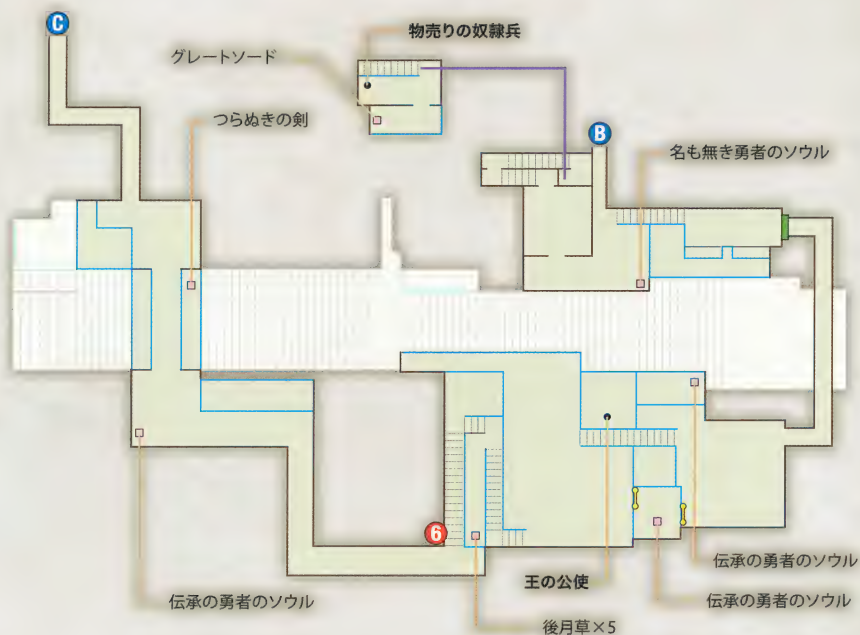 C
物売りの奴隷兵
グレートソード
つらぬきの剣
B
名も無き勇者のソウル
6
伝承の勇者のソウル
王の公使
伝承の勇者のソウル
伝承の勇者のソウル
後月草×5